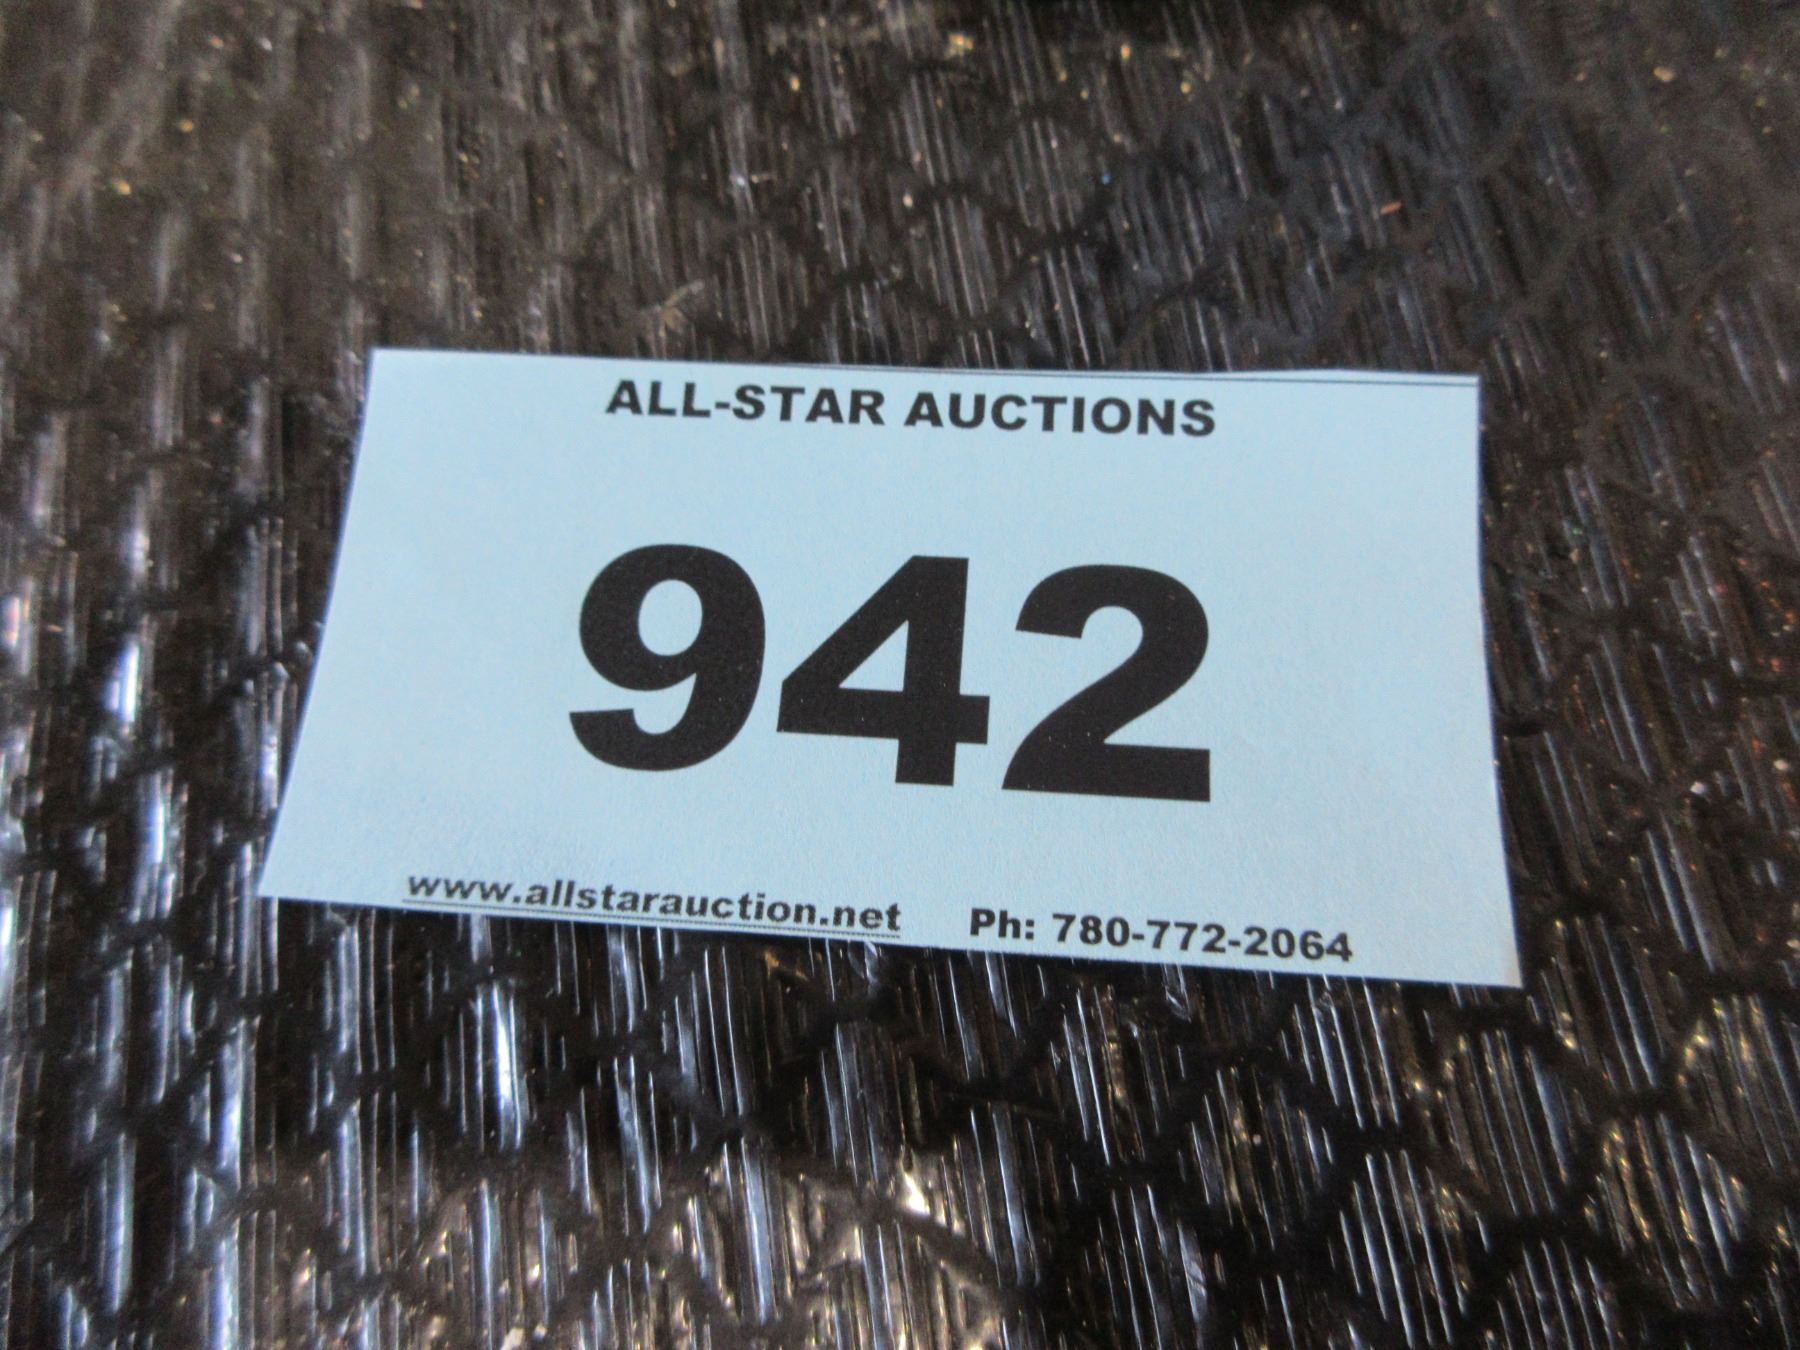 ALL-STAR AUCTIONS
942
www.allstarauction.net Ph: 780-772-2064